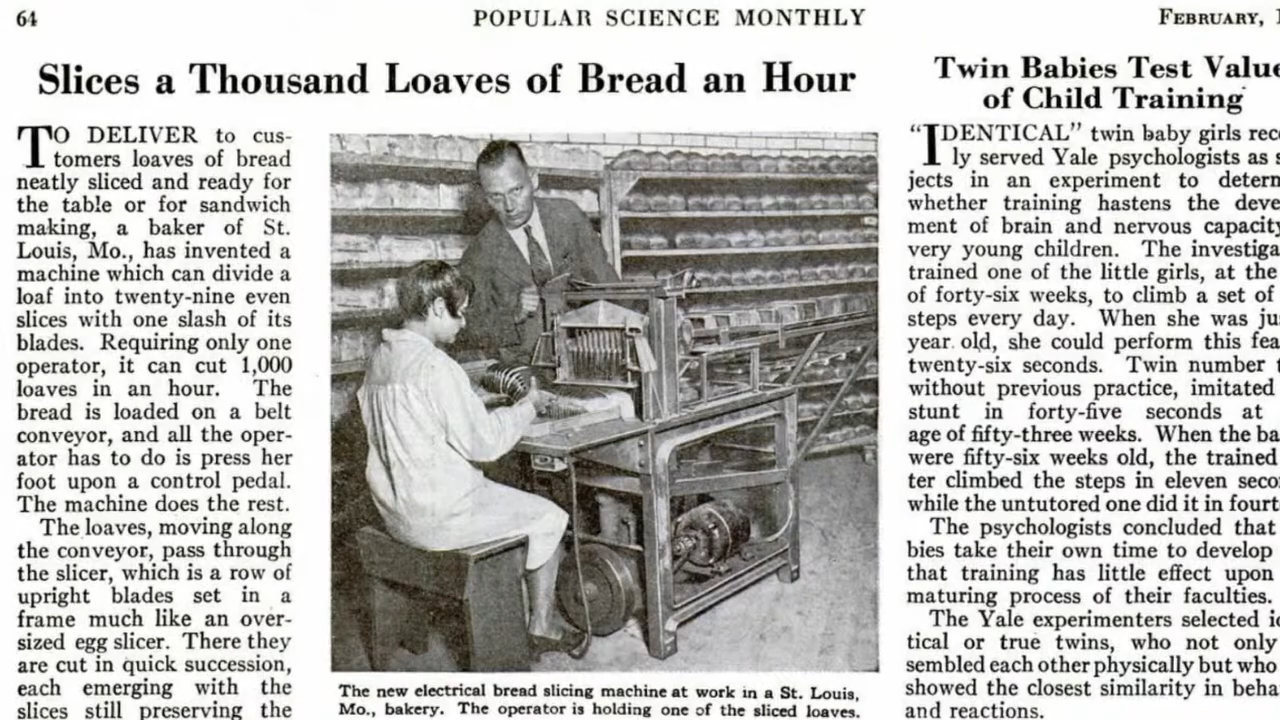 64
POPULAR SCIENCE MONTHLY
FEBRUARY,
Slices a Thousand Loaves of Bread an Hour
TO DELIVER to cus-
tomers loaves of bread
neatly sliced and ready for
the table or for sandwich
making, a baker of St.
Louis, Mo., has invented a
machine which can divide a
loaf into twenty-nine even
slices with one slash of its
blades. Requiring only one
operator, it can cut 1,000
loaves in an hour. The
bread is loaded on a belt
conveyor, and all the oper-
ator has to do is press her
foot upon a control pedal.
The machine does the rest.
The loaves, moving along
the conveyor, pass through
the slicer, which is a row of
upright blades set in a
frame much like an over-
sized egg slicer. There they
are cut in quick succession,
each emerging with the
slices still preserving the
The new electrical bread slicing machine at work in a St. Louis,
Mo., bakery. The operator is holding one of the sliced loaves.
Twin Babies Test Value
of Child Training
"IDENTICAL" twin baby girls
ly served Yale psychologists as
jects in an experiment to
whether training hastens the
ment of brain and nervous capacity
very young children. The
trained one of the little girls, at the
of forty-six weeks, to climb a set of
steps every day. When she was
year old, she could perform this
twenty-six seconds. Twin number
without previous practice, imitated
stunt in forty-five seconds at
age of fifty-three weeks. When the
were fifty-six weeks old, the trained
ter climbed the steps in eleven
while the untutored one did it in
The psychologists concluded that
bies take their own time to develop
that training has little effect upon
maturing process of their faculties.
The Yale experimenters selected
tical or true twins, who not only
sembled each other physically but who
showed the closest similarity in
and reactions.